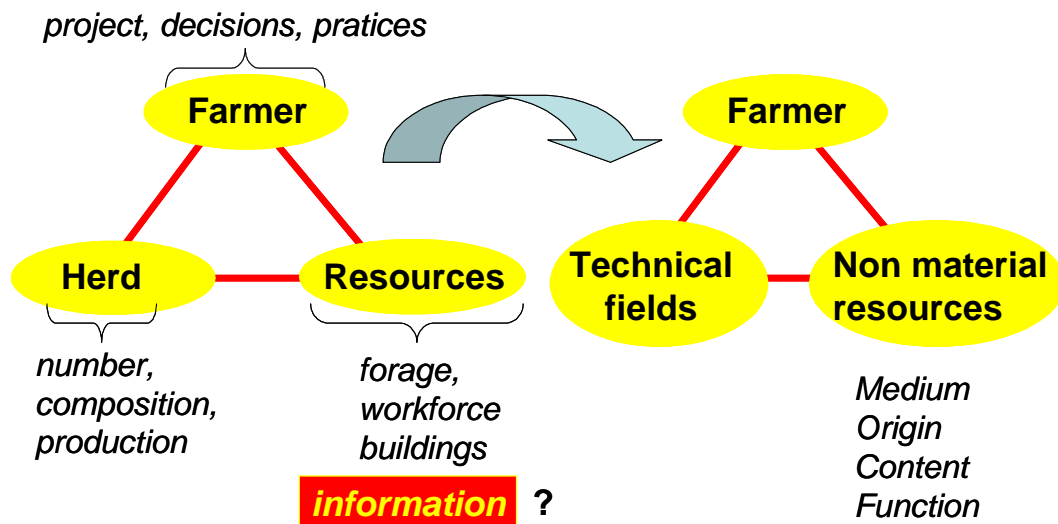 project, decisions, pratices
Farmer
Herd
Resources
number,
composition,
production
forage,
workforce
buildings
information ?
Farmer
Technical
fields
Non material
resources
Medium
Origin
Content
Function